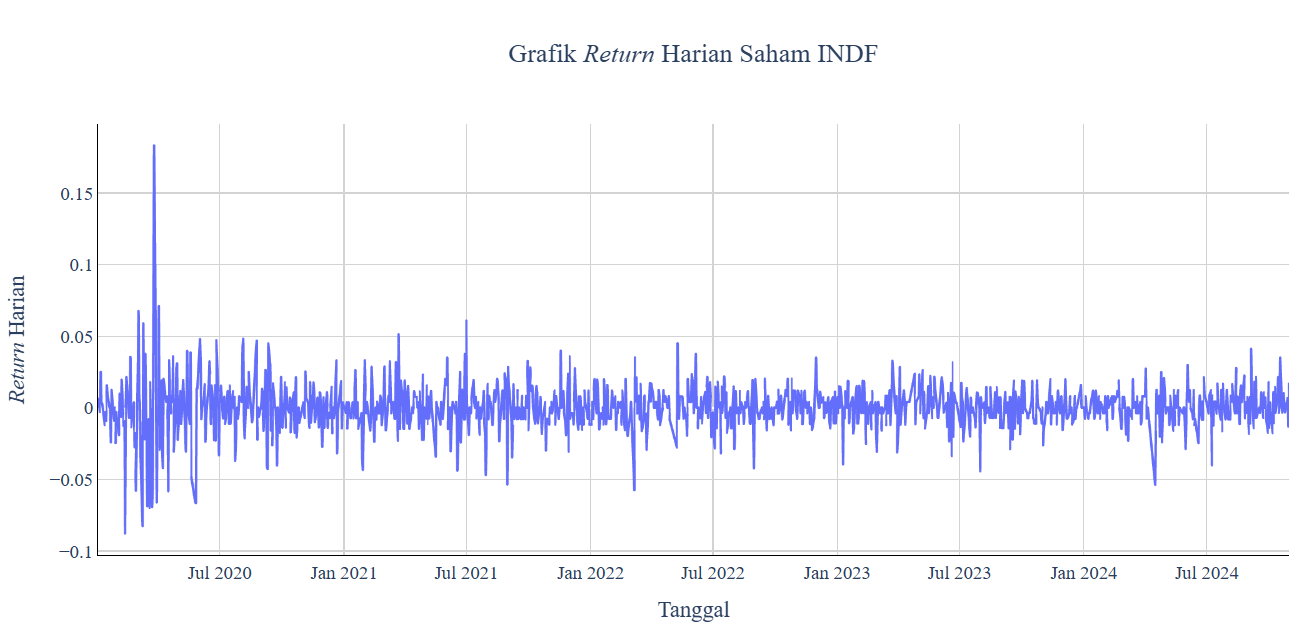 Grafik Return Harian Saham INDF
Return Harian
0.15
0.1
0.05
0
−0.05
−0.1
Jul 2020 Jan 2021 Jul 2021 Jan 2022 Jul 2022 Jan 2023 Jul 2023 Jan 2024 Jul 2024
Tanggal